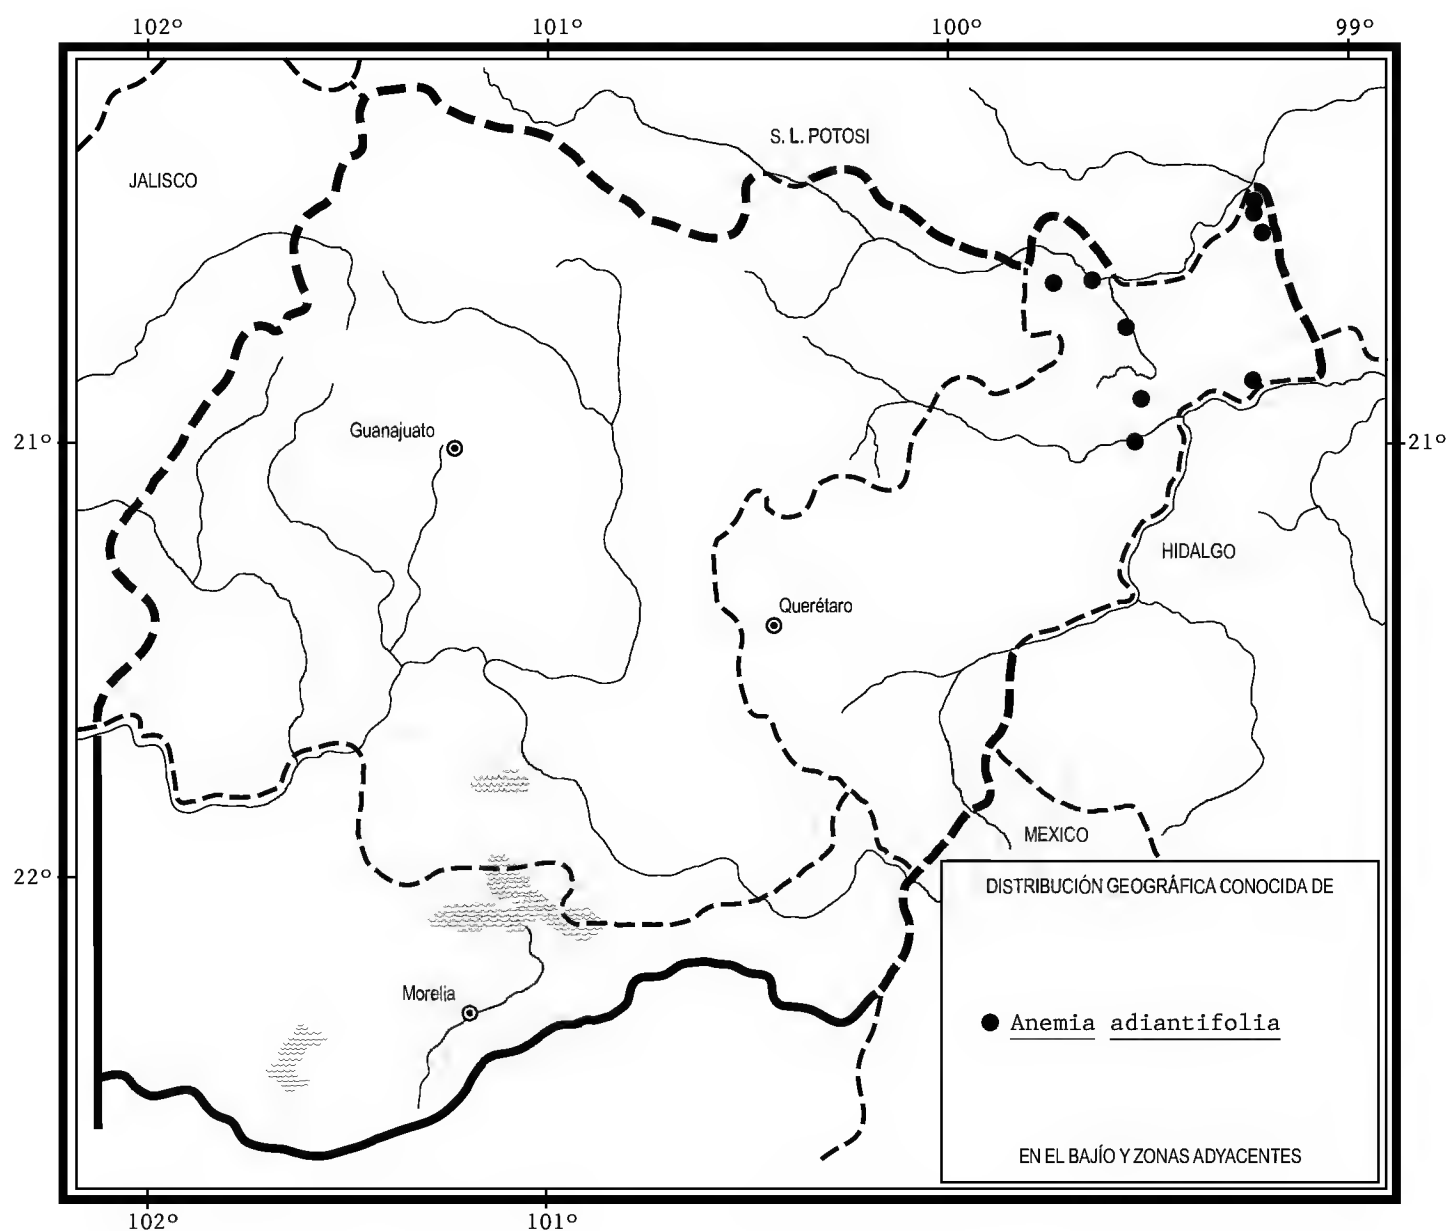 102º 101º 100º 99º
S. L. POTOSI
JALISCO
Guanajuato
21º 21º
HIDALGO
Querétaro
MEXICO
22º
DISTRIBUCIÓN GEOGRÁFICA CONOCIDA DE
Morelia
Anemia adiantifolia
EN EL BAJÍO Y ZONAS ADYACENTES
102º 101º